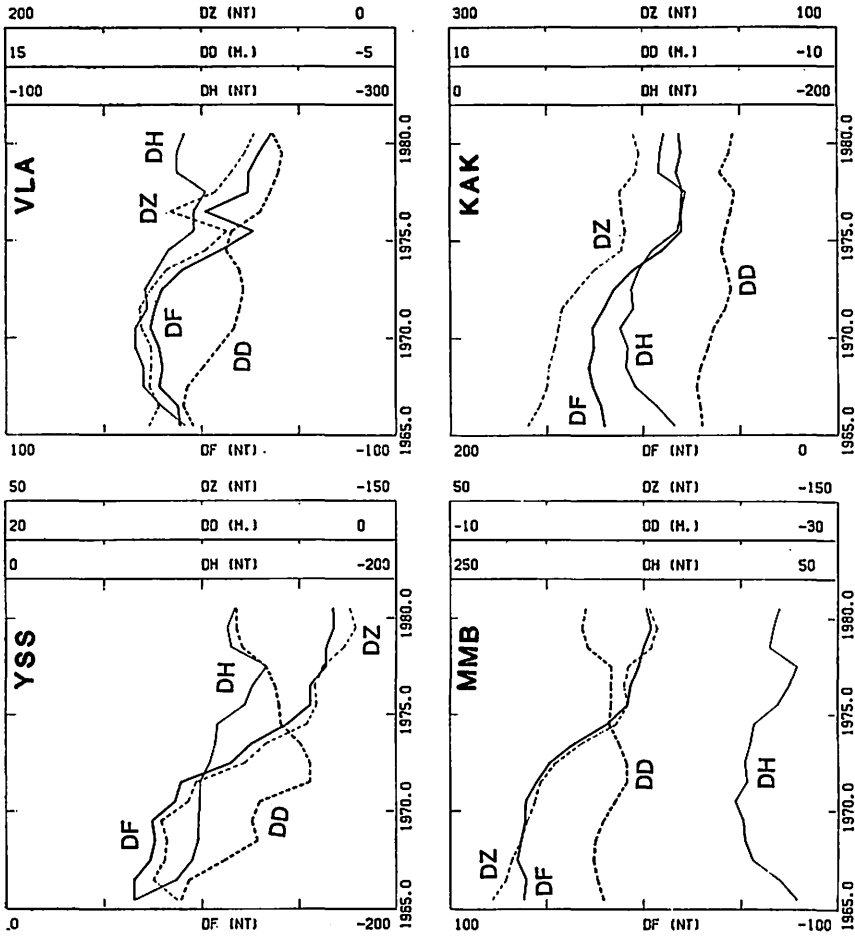 200 DZ (NT) 0
15 DD (M.) -5
-100 DH (NT) -300
VLA
DH
DZ
DF
DD
1980.0
1975.0
1970.0
1965.0
100 DF (NT) -100
300 DZ (NT) 100
10 DD (M.) -10
0 DH (NT) -200
KAK
DZ
DD
DH
DF
1980.0
1975.0
1970.0
1965.0
200 DF (NT) 0
50 DZ (NT) -150
20 DD (M.) 0
0 DH (NT) -200
YSS
DZ
DH
DF
DD
1980.0
1975.0
1970.0
1965.0
0 DF (NT) -200
50 DZ (NT) -150
-10 DD (M.) -30
250 DH (NT) 50
MMB
DD
DH
DZ
DF
1980.0
1975.0
1970.0
1965.0
100 DF (NT) -100